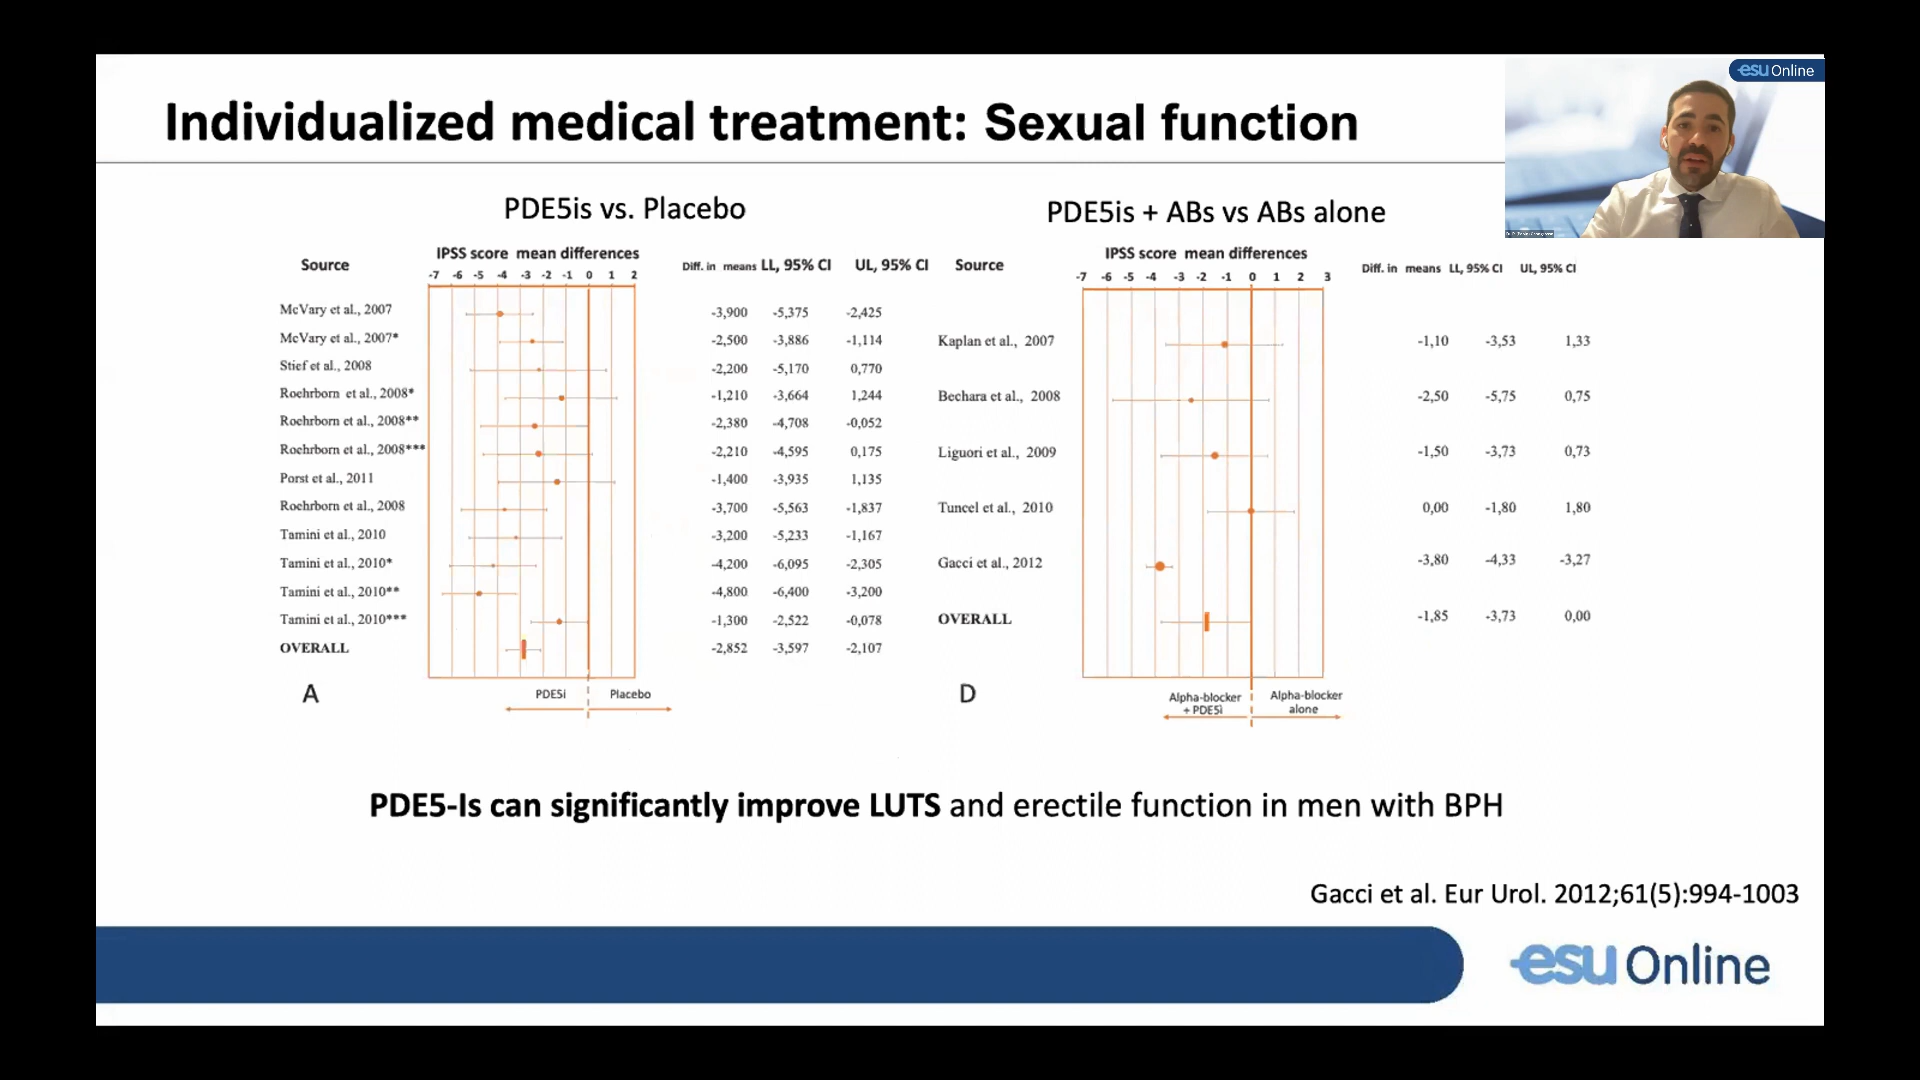 esu Online
Individualized medical treatment: Sexual function
PDE5is vs. Placebo
Source
IPSS score mean differences
-7 -6 -5 -4 -3 -2 -1 0 1 2
Diff. in means LL, 95% CI UL, 95% CI
McVary et al., 2007 -3,900 -5,375 -2,425
McVary et al., 2007* -2,500 -3,886 -1,114
Stief et al., 2008 -2,200 -5,170 0,770
Roehrborn et al., 2008* -1,210 -3,664 1,244
Roehrborn et al., 2008** -2,380 -4,708 -0,052
Roehrborn et al., 2008*** -2,210 -4,595 0,175
Porst et al., 2011 -1,400 -3,935 1,135
Roehrborn et al., 2008 -3,700 -5,563 -1,837
Tamini et al., 2010 -3,200 -5,233 -1,167
Tamini et al., 2010* -4,200 -6,095 -2,305
Tamini et al., 2010** -4,800 -6,400 -3,200
Tamini et al., 2010*** -1,300 -2,522 -0,078
OVERALL -2,852 -3,597 -2,107
A
PDE5i Placebo
PDE5is + ABs vs ABs alone
Source
IPSS score mean differences
-7 -6 -5 -4 -3 -2 -1 0 1 2 3
Diff. in means LL, 95% CI UL, 95% CI
Kaplan et al., 2007 -1,10 -3,53 1,33
Bechara et al., 2008 -2,50 -5,75 0,75
Liguori et al., 2009 -1,50 -3,73 0,73
Tuncel et al., 2010 0,00 -1,80 1,80
Gacci et al., 2012 -3,80 -4,33 -3,27
OVERALL -1,85 -3,73 0,00
D
Alpha-blocker
+ PDE5i
Alpha-blocker
alone
PDE5-Is can significantly improve LUTS and erectile function in men with BPH
Gacci et al. Eur Urol. 2012;61(5):994-1003
esu Online